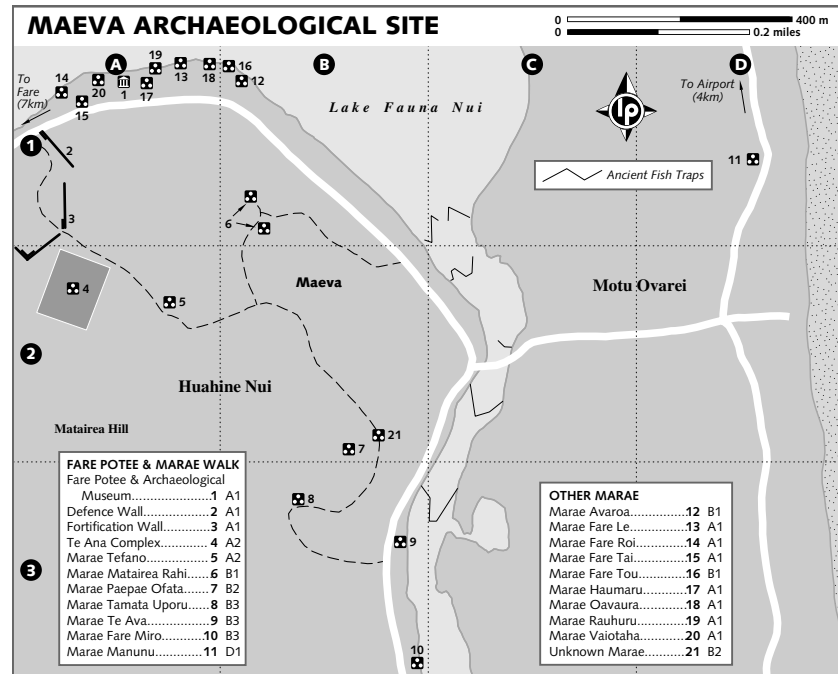 MAEVA ARCHAEOLOGICAL SITE
0 400 m
0 0.2 miles
A
B
C
D
To
Fare
(7km)
14
20
1
19
17
13
18
16
12
15
Lake Fauna Nui
lp
To Airport
(4km)
11
Ancient Fish Traps
1
2
3
6
4
5
Maeva
Motu Ovarei
2
Huahine Nui
Matairea Hill
21
7
8
9
3
10
FARE POTEE & MARAE WALK
Fare Potee & Archaeological
Museum.....................1 A1
Defence Wall................2 A1
Fortification Wall..........3 A1
Te Ana Complex...........4 A2
Marae Tefano...............5 A2
Marae Matairea Rahi.....6 B1
Marae Paepae Ofata......7 B2
Marae Tamata Uporu....8 B3
Marae Te Ava................9 B3
Marae Fare Miro..........10 B3
Marae Manunu............11 D1
OTHER MARAE
Marae Avaroa..............12 B1
Marae Fare Le..............13 A1
Marae Fare Roi............14 A1
Marae Fare Tai.............15 A1
Marae Fare Tou............16 B1
Marae Haumaru...........17 A1
Marae Oavaura............18 A1
Marae Rauhuru............19 A1
Marae Vaiotaha............20 A1
Unknown Marae..........21 B2